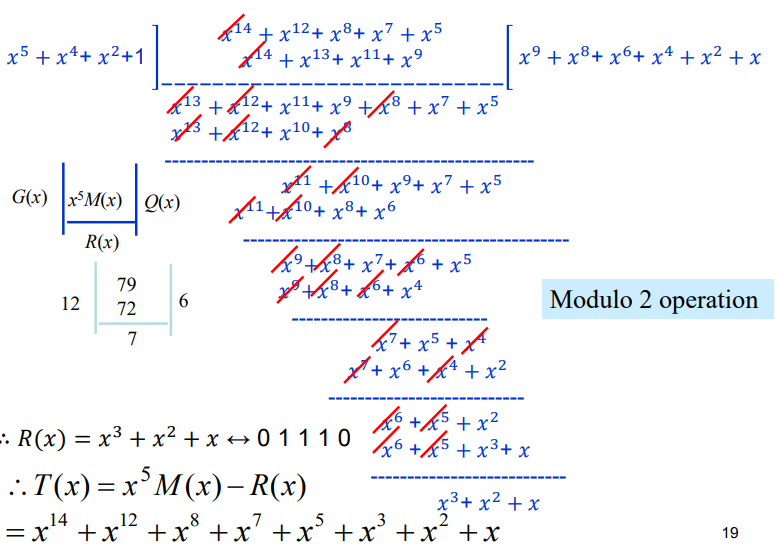 x⁵ + x⁴+ x²+1 ] x¹⁴ + x¹²+ x⁸+ x⁷ + x⁵ [ x⁹ + x⁸+ x⁶+ x⁴ + x² + x
x¹⁴ + x¹³+ x¹¹+ x⁹
x¹³ + x¹²+ x¹¹+ x⁹ + x⁸ + x⁷ + x⁵
x¹³ + x¹²+ x¹⁰+ x⁸
x¹¹ + x¹⁰+ x⁹+ x⁷ + x⁵
x¹¹+x¹⁰+ x⁸ + x⁶
G(x) x⁵M(x) Q(x)
R(x)
x⁹+x⁸+ x⁷+ x⁶ + x⁵
x⁹+x⁸+ x⁶+ x⁴
79
12 72 6
7
Modulo 2 operation
x⁷+ x⁵ + x⁴
x⁷+ x⁶ + x⁴ + x²
x⁶ + x⁵ + x²
x⁶ + x⁵ + x³+ x
x³+ x² + x
∴ R(x) = x³ + x² + x ↔ 0 1 1 1 0
∴ T(x) = x⁵M(x) − R(x)
= x¹⁴ + x¹² + x⁸ + x⁷ + x⁵ + x³ + x² + x
19